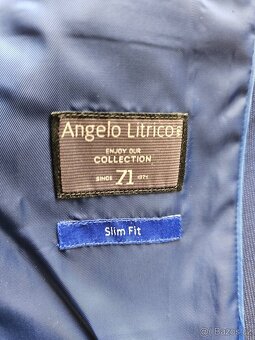 Angelo Litrico®
ENJOY OUR
COLLECTION
SINCE 71 1971
Slim Fit